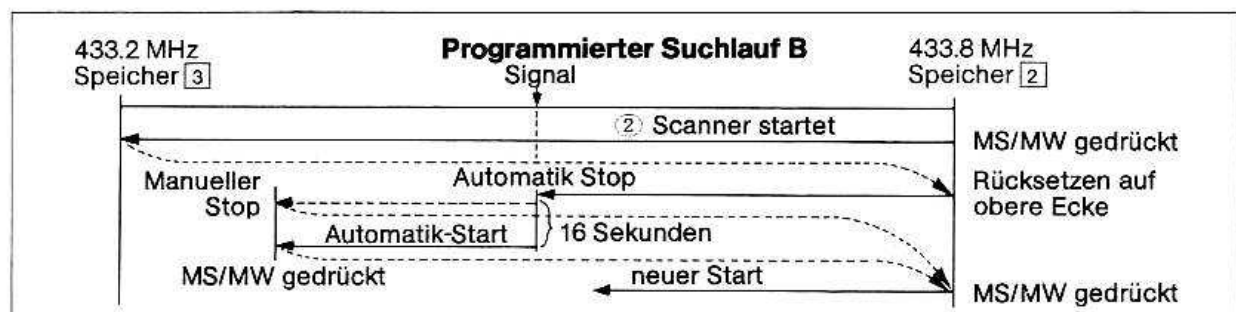 433.2 MHz
Speicher 3
Programmierter Suchlauf B
Signal
433.8 MHz
Speicher 2
② Scanner startet
MS/MW gedrückt
Manueller
Stop
Automatik Stop
Rücksetzen auf
obere Ecke
Automatik-Start
16 Sekunden
MS/MW gedrückt
neuer Start
MS/MW gedrückt